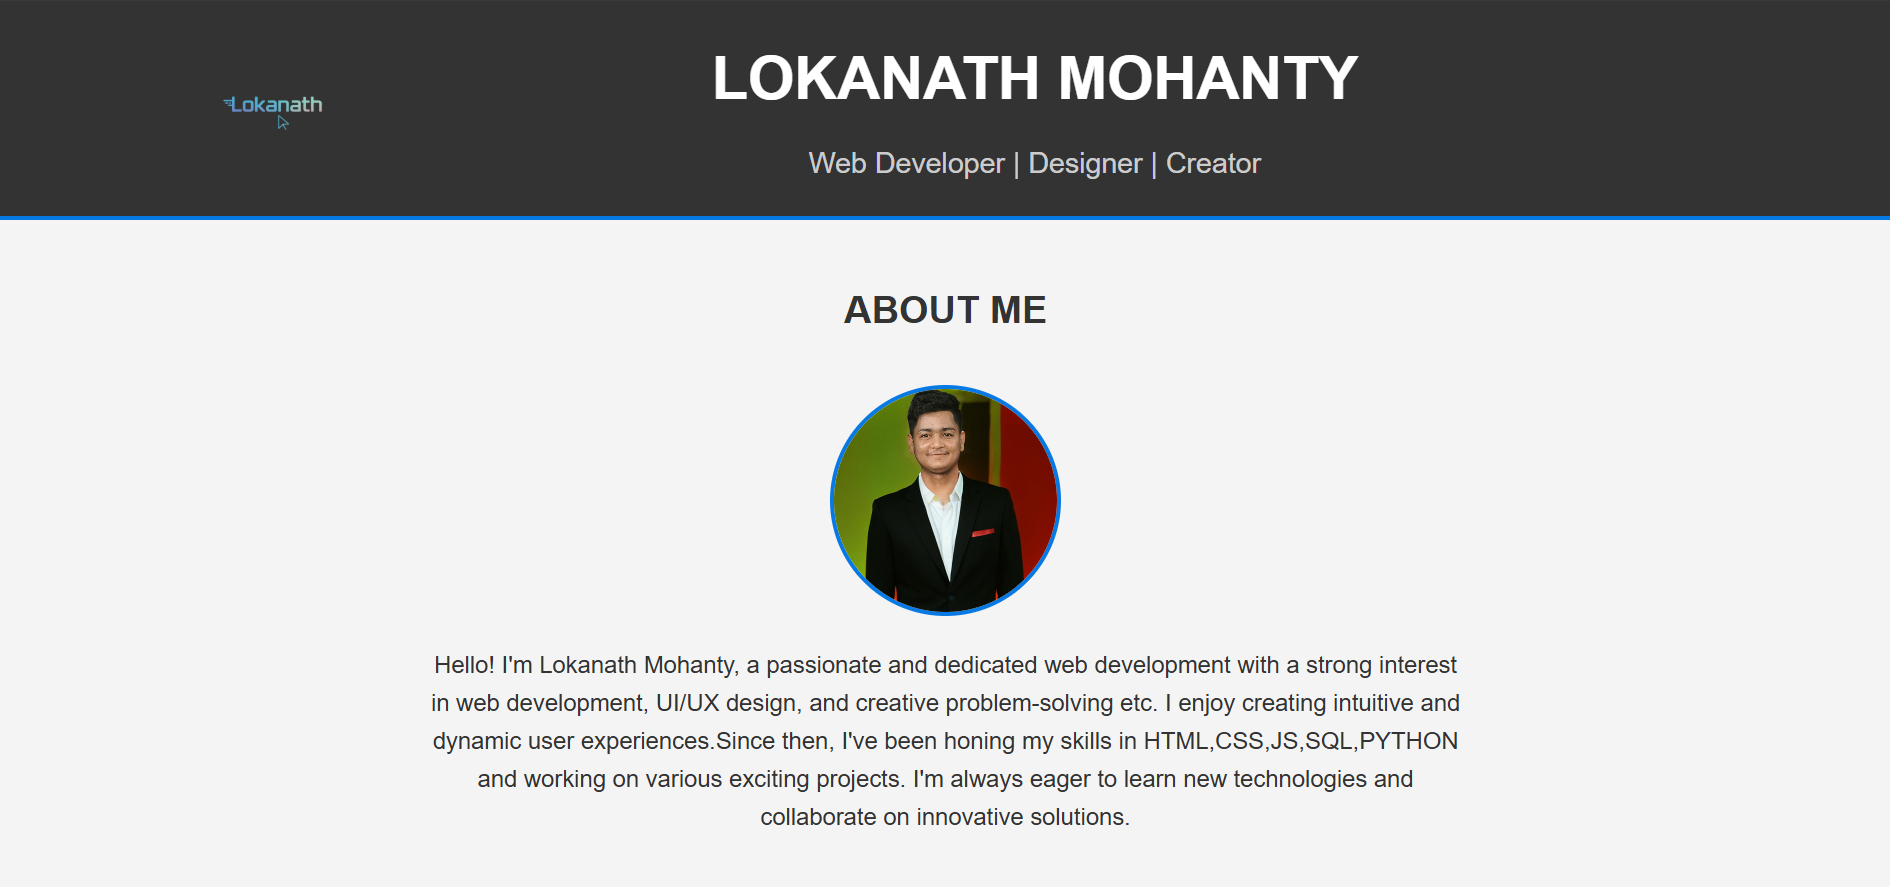 Lokanath
LOKANATH MOHANTY
Web Developer | Designer | Creator
ABOUT ME
Hello! I'm Lokanath Mohanty, a passionate and dedicated web development with a strong interest
in web development, UI/UX design, and creative problem-solving etc. I enjoy creating intuitive and
dynamic user experiences.Since then, I've been honing my skills in HTML,CSS,JS,SQL,PYTHON
and working on various exciting projects. I'm always eager to learn new technologies and
collaborate on innovative solutions.